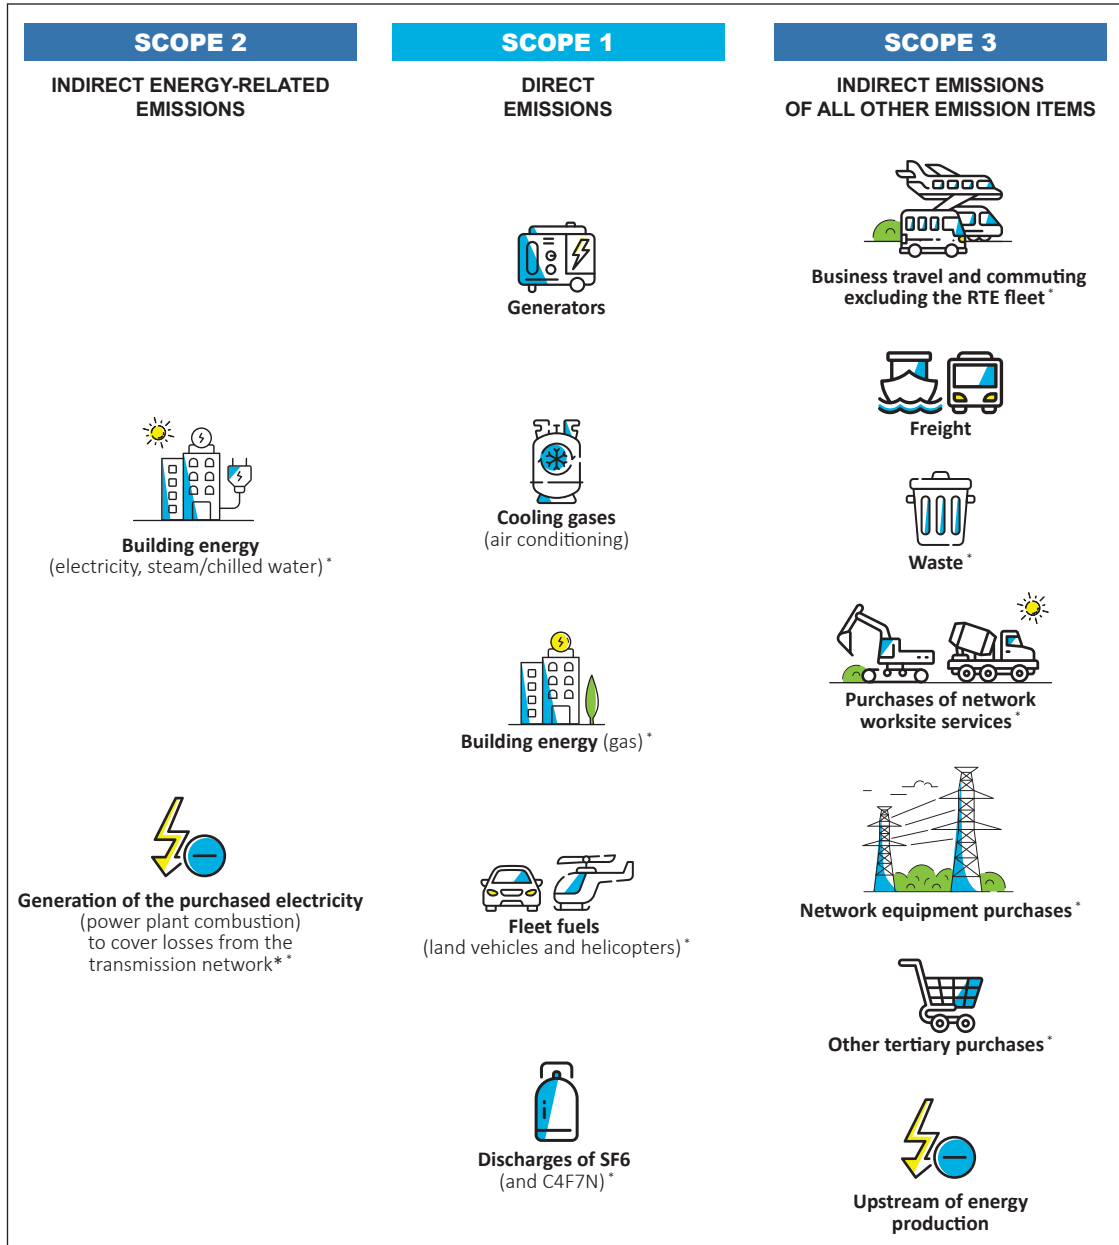 SCOPE 2
INDIRECT ENERGY-RELATED
EMISSIONS
Building energy
(electricity, steam/chilled water) *
Generation of the purchased electricity
(power plant combustion)
to cover losses from the
transmission network* *
SCOPE 1
DIRECT
EMISSIONS
Generators
Cooling gases
(air conditioning)
Building energy (gas) *
Fleet fuels
(land vehicles and helicopters) *
Discharges of SF6
(and C4F7N) *
SCOPE 3
INDIRECT EMISSIONS
OF ALL OTHER EMISSION ITEMS
Business travel and commuting
excluding the RTE fleet *
Freight
Waste *
Purchases of network
worksite services *
Network equipment purchases *
Other tertiary purchases *
Upstream of energy
production